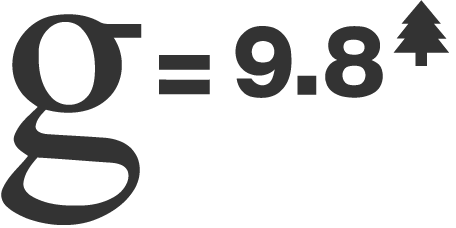 g = 9.8